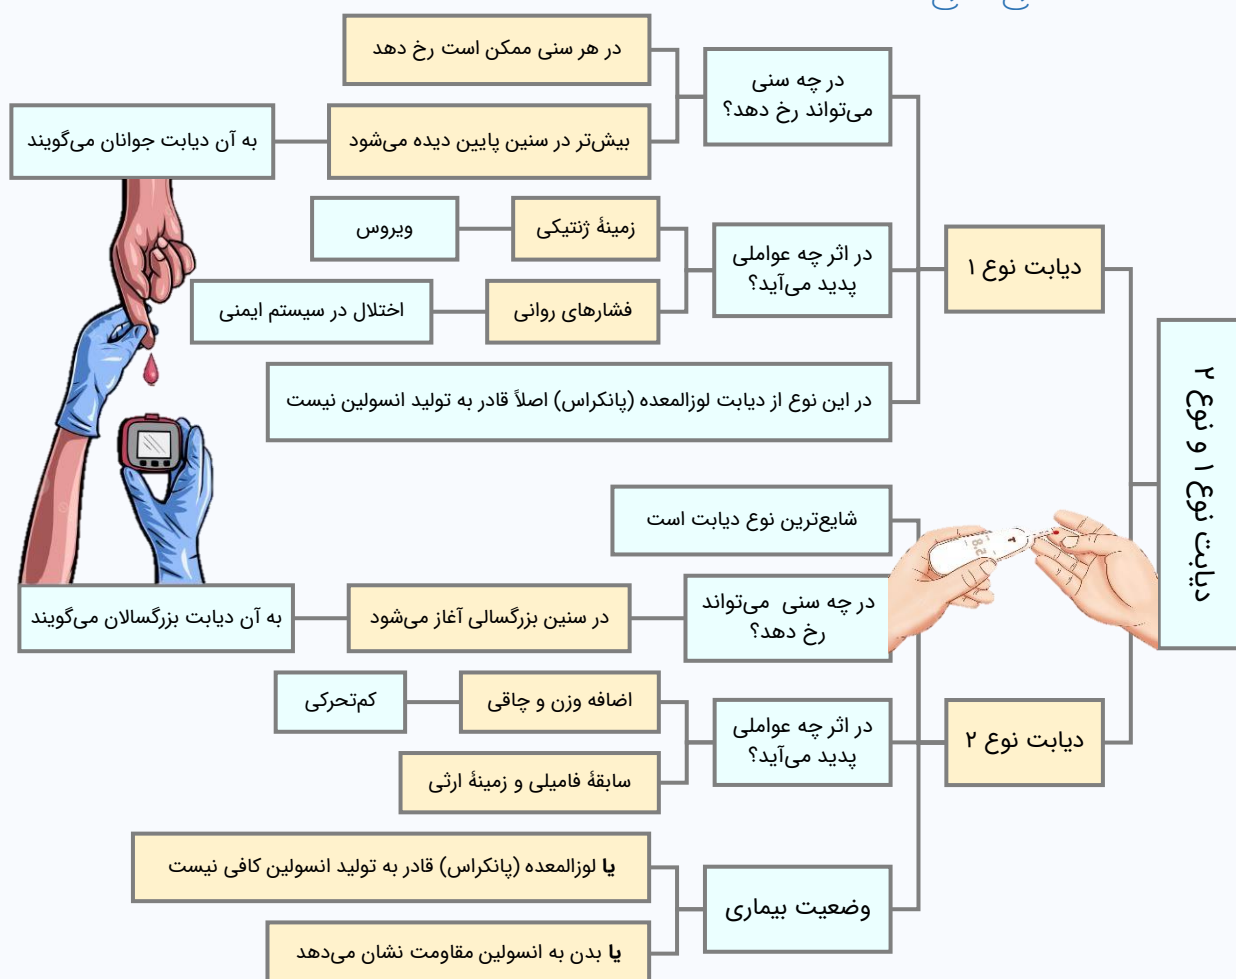 دیابت نوع ۱ و نوع ۲
دیابت نوع ۱
در چه سنی
می‌تواند رخ دهد؟
در هر سنی ممکن است رخ دهد
بیش‌تر در سنین پایین دیده می‌شود
به آن دیابت جوانان می‌گویند
در اثر چه عواملی
پدید می‌آید؟
زمینهٔ ژنتیکی
ویروس
فشارهای روانی
اختلال در سیستم ایمنی
در این نوع از دیابت لوزالمعده (پانکراس) اصلاً قادر به تولید انسولین نیست
دیابت نوع ۲
شایع‌ترین نوع دیابت است
در چه سنی می‌تواند
رخ دهد؟
در سنین بزرگسالی آغاز می‌شود
به آن دیابت بزرگسالان می‌گویند
در اثر چه عواملی
پدید می‌آید؟
اضافه وزن و چاقی
کم‌تحرکی
سابقهٔ فامیلی و زمینهٔ ارثی
وضعیت بیماری
یا لوزالمعده (پانکراس) قادر به تولید انسولین کافی نیست
یا بدن به انسولین مقاومت نشان می‌دهد